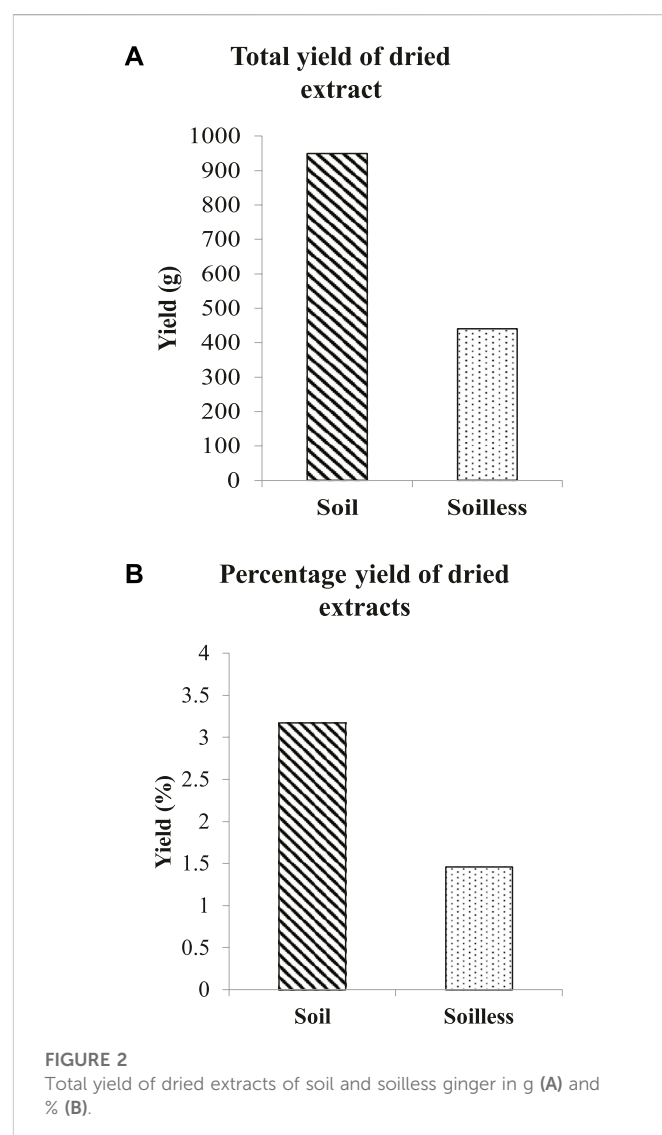 A
Total yield of dried
extract
1000
900
800
700
600
500
400
300
200
100
0
Yield (g)
Soil Soilless
B
Percentage yield of dried
extracts
4
3.5
3
2.5
2
1.5
1
0.5
0
Yield (%)
Soil Soilless
FIGURE 2
Total yield of dried extracts of soil and soilless ginger in g (A) and
% (B).